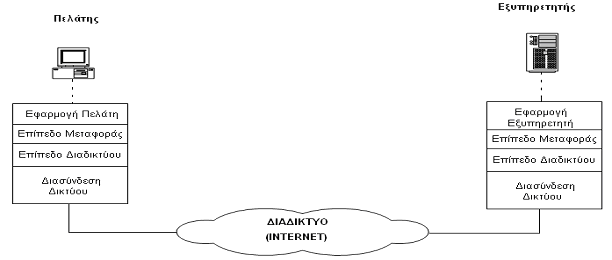 Πελάτης
Εφαρμογή Πελάτη
Επίπεδο Μεταφοράς
Επίπεδο Διαδικτύου
Διασύνδεση
Δικτύου
Εξυπηρετητής
Εφαρμογή
Εξυπηρετητή
Επίπεδο Μεταφοράς
Επίπεδο Διαδικτύου
Διασύνδεση
Δικτύου
ΔΙΑΔΙΚΤΥΟ
(INTERNET)